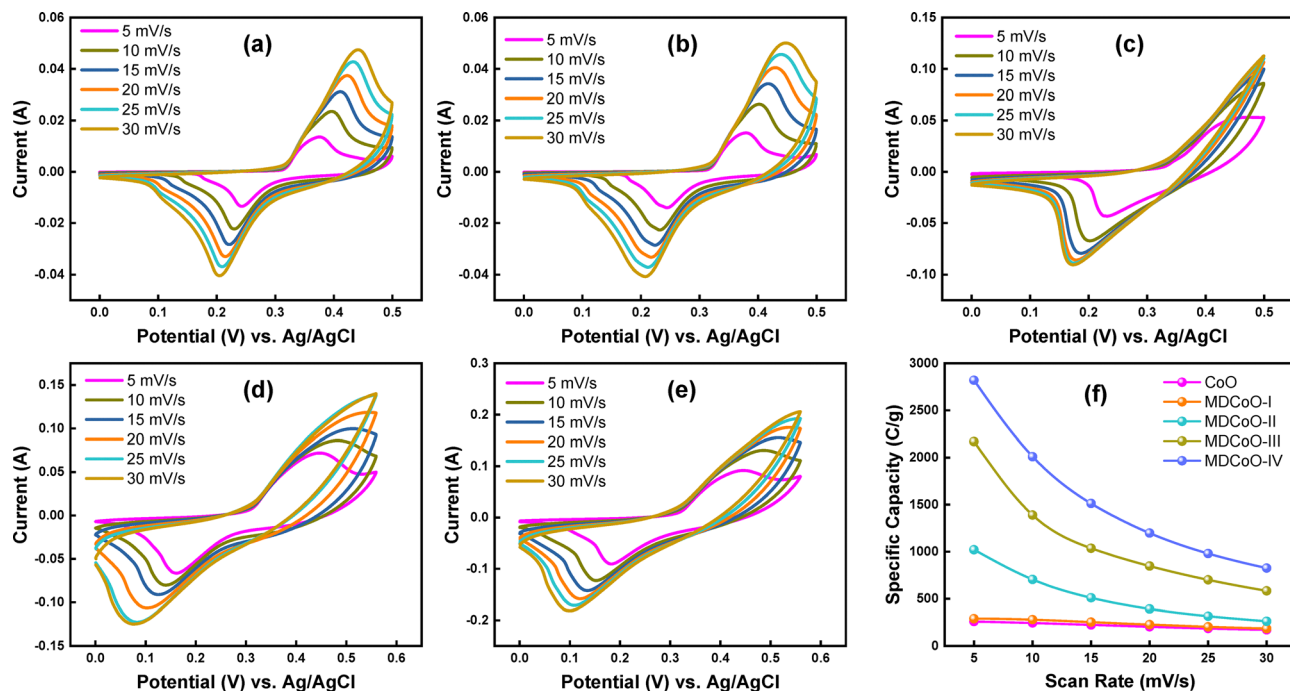 (a)
5 mV/s
10 mV/s
15 mV/s
20 mV/s
25 mV/s
30 mV/s
Current (A)
0.06
0.04
0.02
0.00
-0.02
-0.04
0.0 0.1 0.2 0.3 0.4 0.5
Potential (V) vs. Ag/AgCl
(b)
5 mV/s
10 mV/s
15 mV/s
20 mV/s
25 mV/s
30 mV/s
Current (A)
0.06
0.04
0.02
0.00
-0.02
-0.04
0.0 0.1 0.2 0.3 0.4 0.5
Potential (V) vs. Ag/AgCl
(c)
5 mV/s
10 mV/s
15 mV/s
20 mV/s
25 mV/s
30 mV/s
Current (A)
0.15
0.10
0.05
0.00
-0.05
-0.10
0.0 0.1 0.2 0.3 0.4 0.5
Potential (V) vs. Ag/AgCl
(d)
5 mV/s
10 mV/s
15 mV/s
20 mV/s
25 mV/s
30 mV/s
Current (A)
0.15
0.10
0.05
0.00
-0.05
-0.10
-0.15
0.0 0.1 0.2 0.3 0.4 0.5 0.6
Potential (V) vs. Ag/AgCl
(e)
5 mV/s
10 mV/s
15 mV/s
20 mV/s
25 mV/s
30 mV/s
Current (A)
0.3
0.2
0.1
0.0
-0.1
-0.2
0.0 0.1 0.2 0.3 0.4 0.5 0.6
Potential (V) vs. Ag/AgCl
(f)
CoO
MDCoO-I
MDCoO-II
MDCoO-III
MDCoO-IV
Specific Capacity (C/g)
3000
2500
2000
1500
1000
500
0
5 10 15 20 25 30
Scan Rate (mV/s)